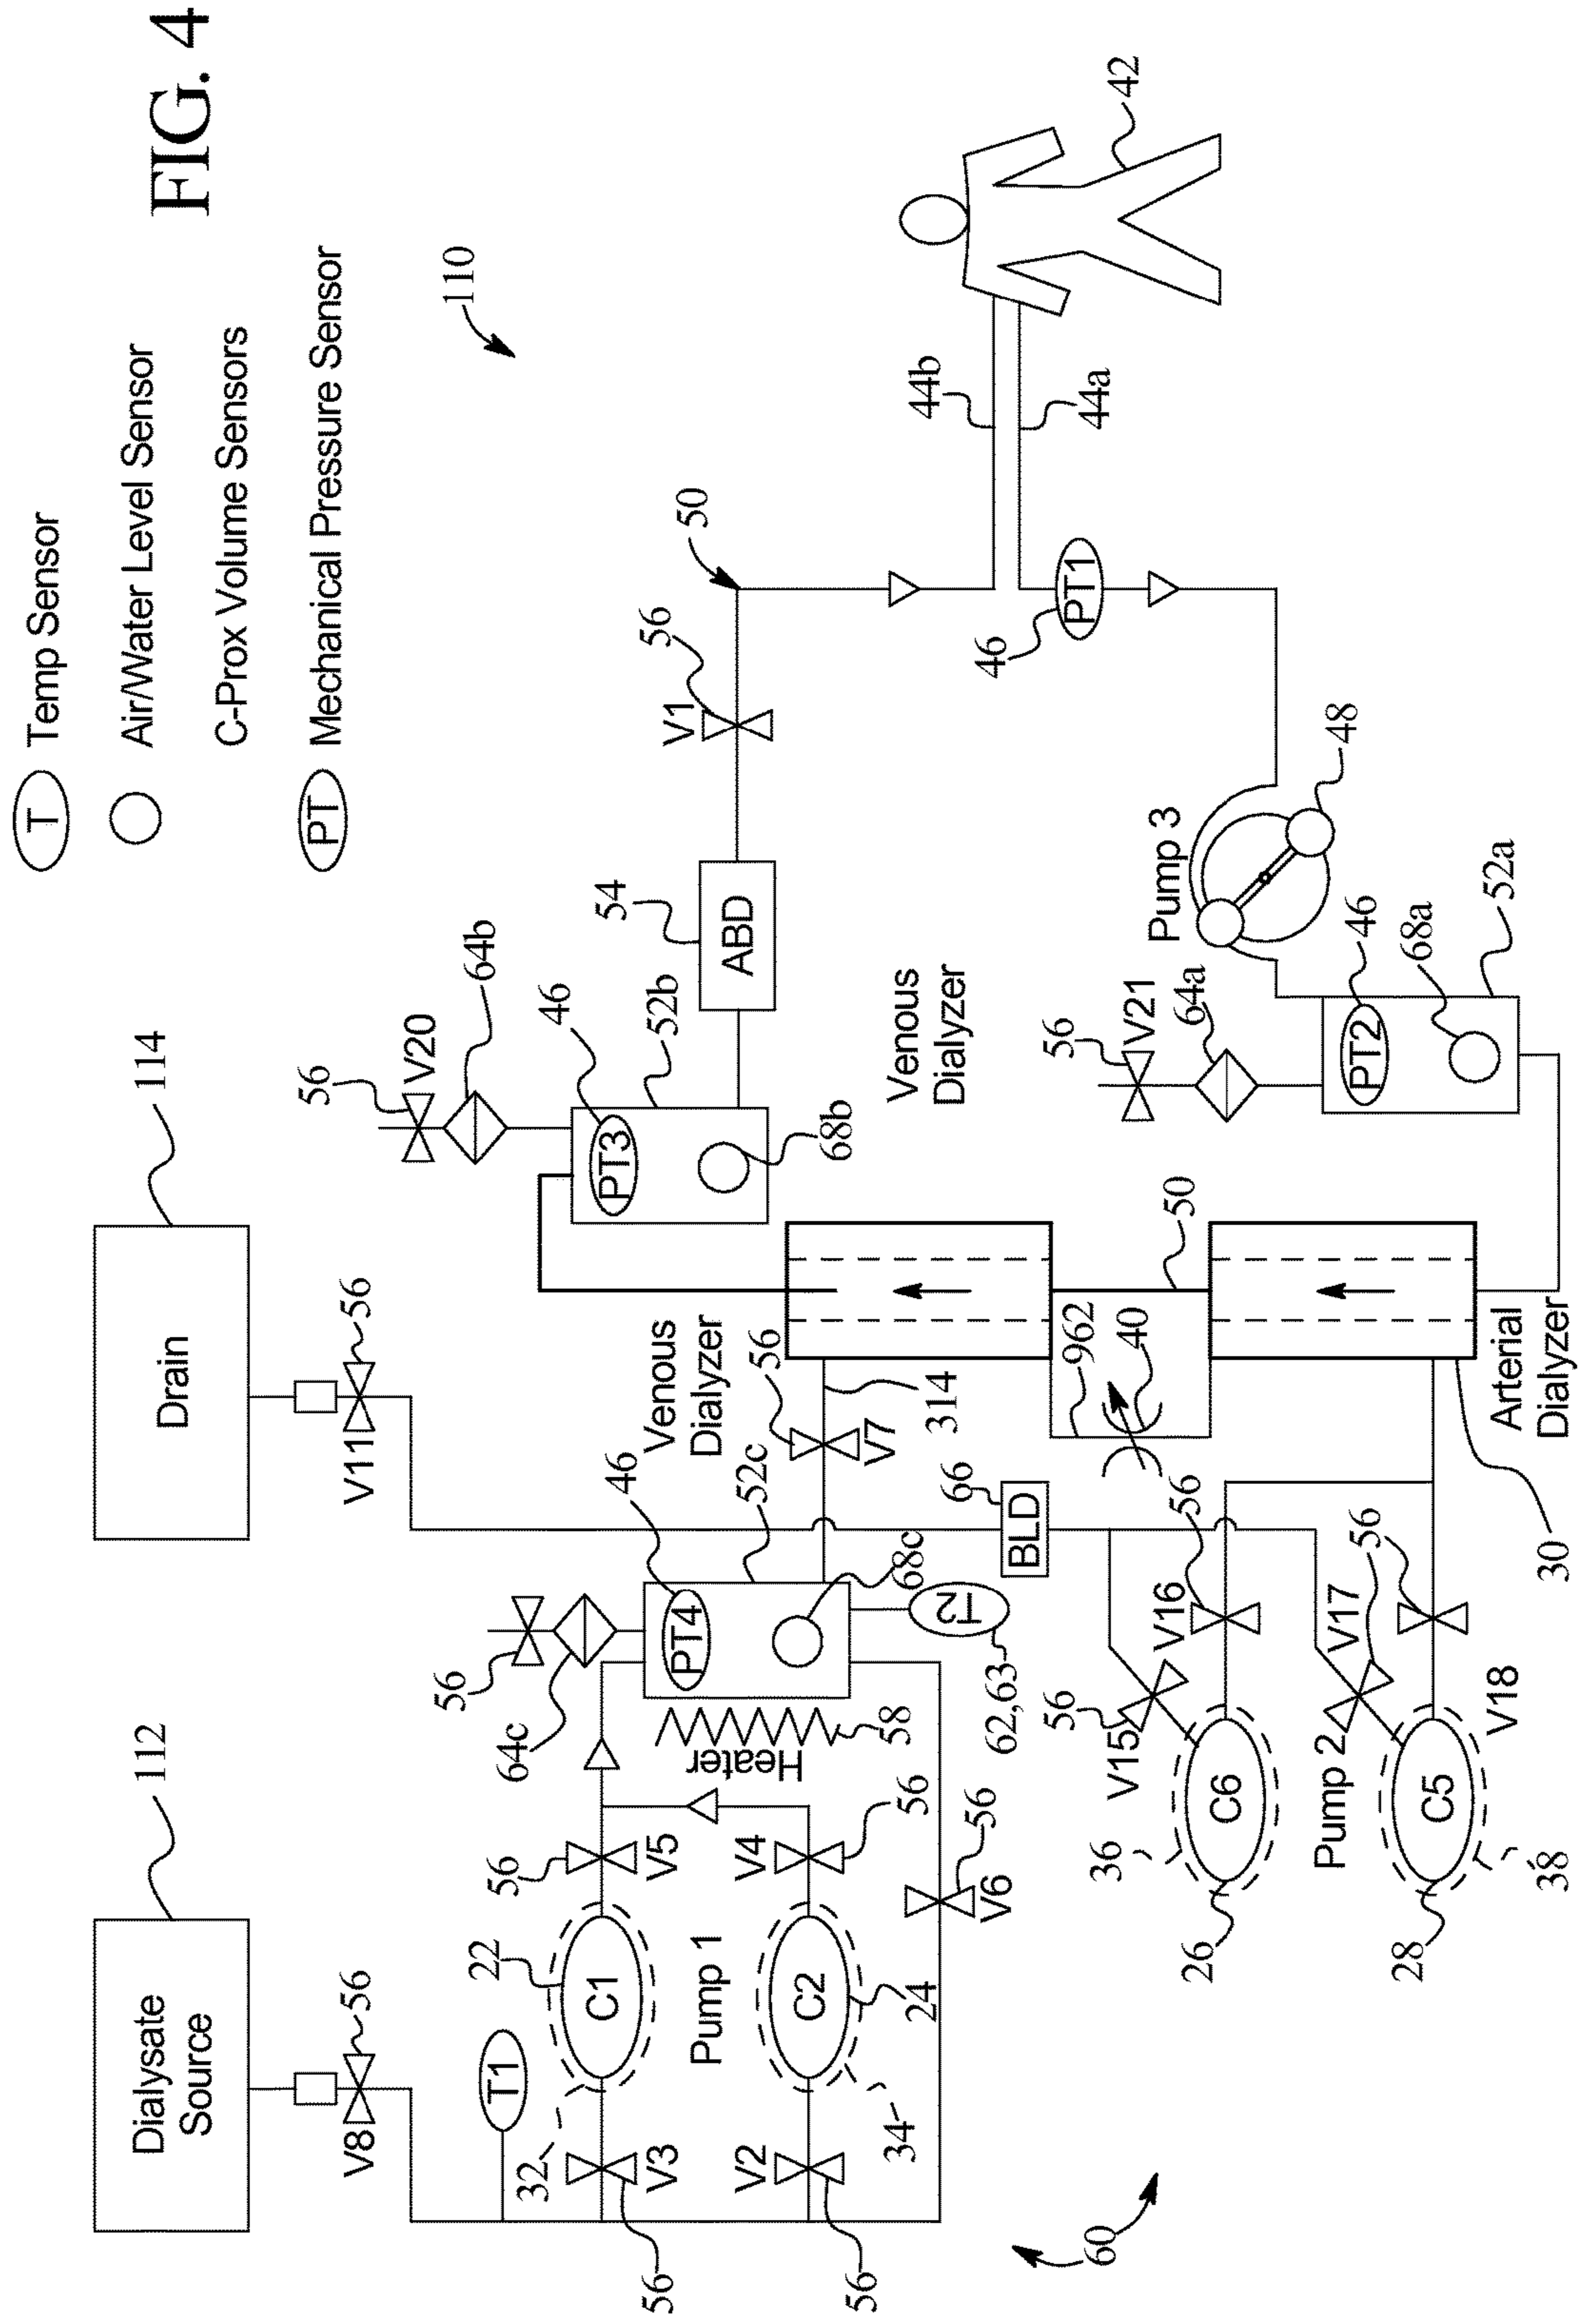 FIG. 4
T Temp Sensor
Air/Water Level Sensor
C-Prox Volume Sensors
PT Mechanical Pressure Sensor
110
114
Drain
V11
56
112
Dialysate
Source
V8
56
T1
32
22
C1
V3
56
56
V5
Pump 1
C2
24
34
V2
56
V4
56
V6
56
60
64c
56
46
PT4
52c
68c
Heater
58
T2
62,63
Venous
Dialyzer
56
V7
314
66
BLD
56
V20
64b
46
PT3
52b
68b
54
ABD
V1
56
50
44b
44a
42
46
PT1
Pump 3
48
Venous
Dialyzer
56
V21
64a
46
PT2
68a
52a
50
962
40
Arterial
Dialyzer
30
56
V15
V16
56
36
C6
26
Pump 2
V17
56
C5
V18
28
38